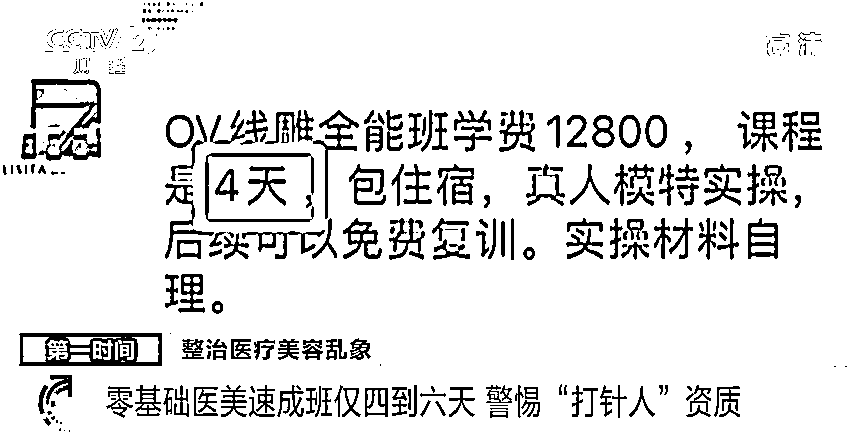 CCTV 2
财经
高清
OV线雕全能班学费12800，课程
是4天，包住宿，真人模特实操，
后续可以免费复训。实操材料自
理。
第一时间
整治医疗美容乱象
零基础医美速成班仅四到六天 警惕“打针人”资质